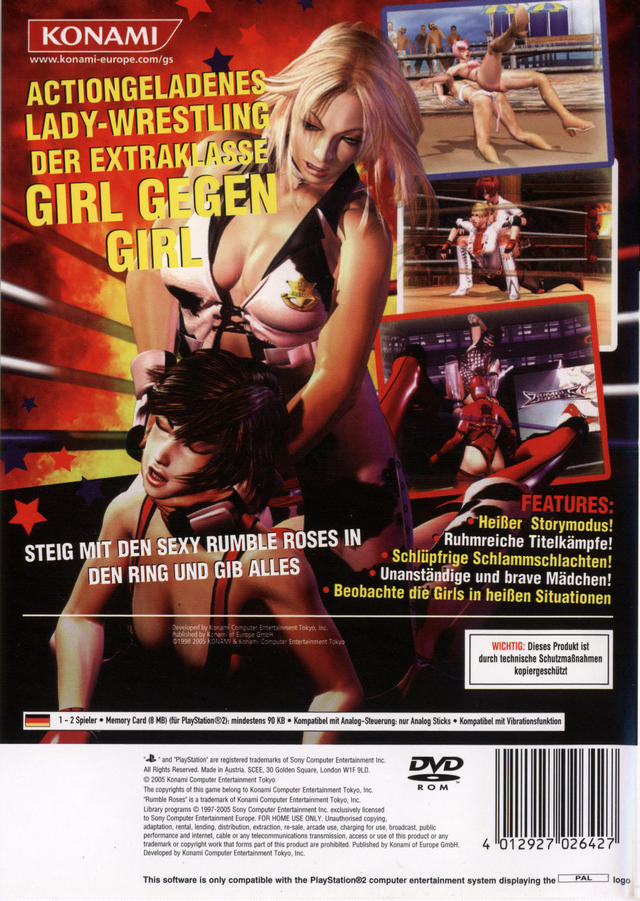 KONAMI
www.konami-europe.com/gs
ACTIONGELADENES
LADY-WRESTLING
DER EXTRAKLASSE
GIRL GEGEN
GIRL
STEIG MIT DEN SEXY RUMBLE ROSES IN
DEN RING UND GIB ALLES
FEATURES:
• Heißer Storymodus!
• Ruhmreiche Titelkämpfe!
• Schlüpfrige Schlammschlachten!
• Unanständige und brave Mädchen!
• Beobachte die Girls in heißen Situationen
Developed by Konami Computer Entertainment Tokyo, Inc.
Published by Konami of Europe GmbH
©1998 2005 KONAMI & Konami Computer Entertainment Tokyo
WICHTIG: Dieses Produkt ist
durch technische Schutzmaßnahmen
kopiergeschützt
1 – 2 Spieler • Memory Card (8 MB) (für PlayStation®2): mindestens 90 KB • Kompatibel mit Analog-Steuerung: nur Analog Sticks • Kompatibel mit Vibrationsfunktion
" " and "PlayStation" are registered trademarks of Sony Computer Entertainment Inc.
All Rights Reserved. Made in Austria. SCEE, 30 Golden Square, London W1F 9LD.
© 2005 Konami Computer Entertainment Tokyo
The copyrights of this game belong to Konami Computer Entertainment Tokyo, Inc.
"Rumble Roses" is a trademark of Konami Computer Entertainment Tokyo, Inc.
Library programs © 1997-2005 Sony Computer Entertainment Inc. exclusively licensed
to Sony Computer Entertainment Europe. FOR HOME USE ONLY. Unauthorised copying,
adaptation, rental, lending, distribution, extraction, re-sale, arcade use, charging for use, broadcast, public
performance and internet, cable or any telecommunications transmission, access or use of this product or any
trademark or copyright work that forms part of this product are prohibited. Published by Konami of Europe GmbH.
Developed by Konami Computer Entertainment Tokyo, Inc.
DVD
ROM
4 012927 026427
This software is only compatible with the PlayStation®2 computer entertainment system displaying the PAL logo